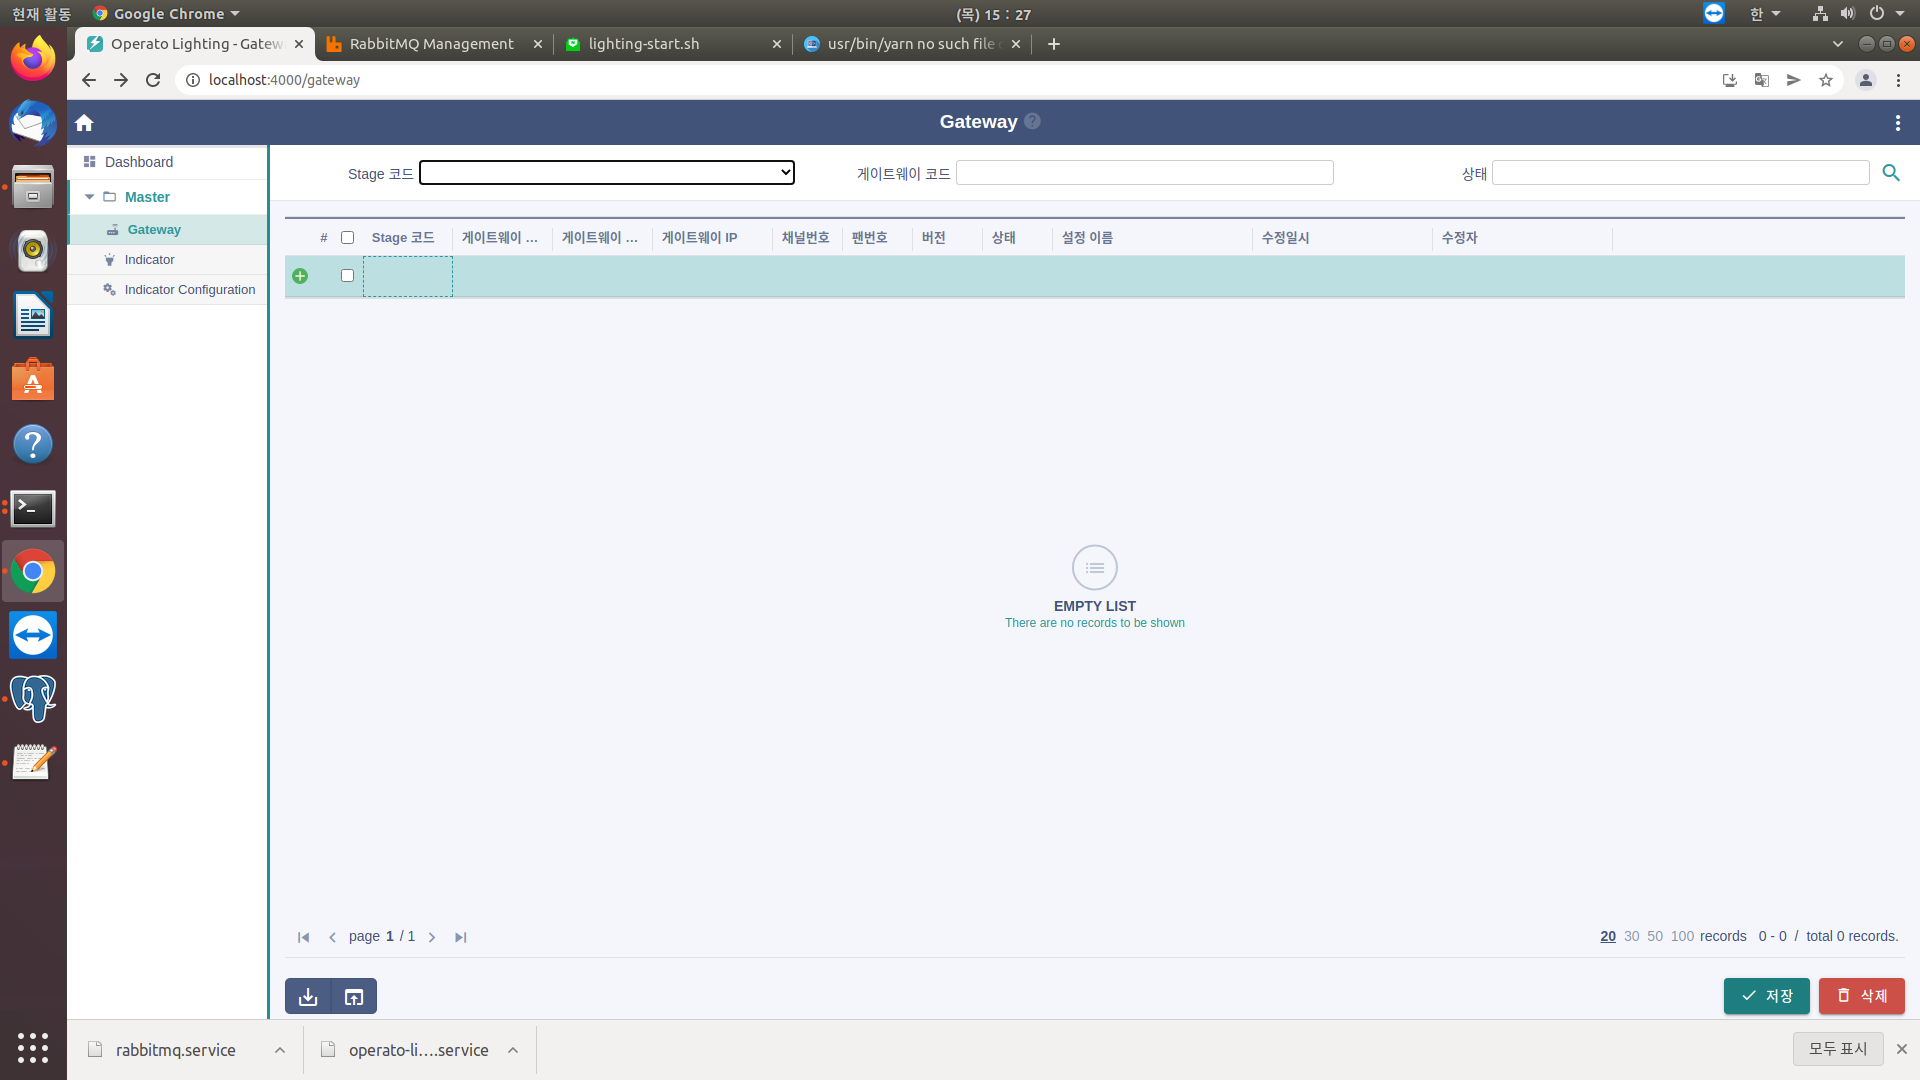 현재 활동
Google Chrome
(목) 15 : 27
한
Operato Lighting - Gatew
RabbitMQ Management
lighting-start.sh
usr/bin/yarn no such file
localhost:4000/gateway
Gateway ?
Dashboard
Master
Gateway
Indicator
Indicator Configuration
Stage 코드
게이트웨이 코드
상태
# Stage 코드 게이트웨이 ... 게이트웨이 ... 게이트웨이 IP 채널번호 팬번호 버전 상태 설정 이름 수정일시 수정자
EMPTY LIST
There are no records to be shown
page 1 / 1
20 30 50 100 records 0 - 0 / total 0 records.
저장
삭제
rabbitmq.service
operato-li....service
모두 표시